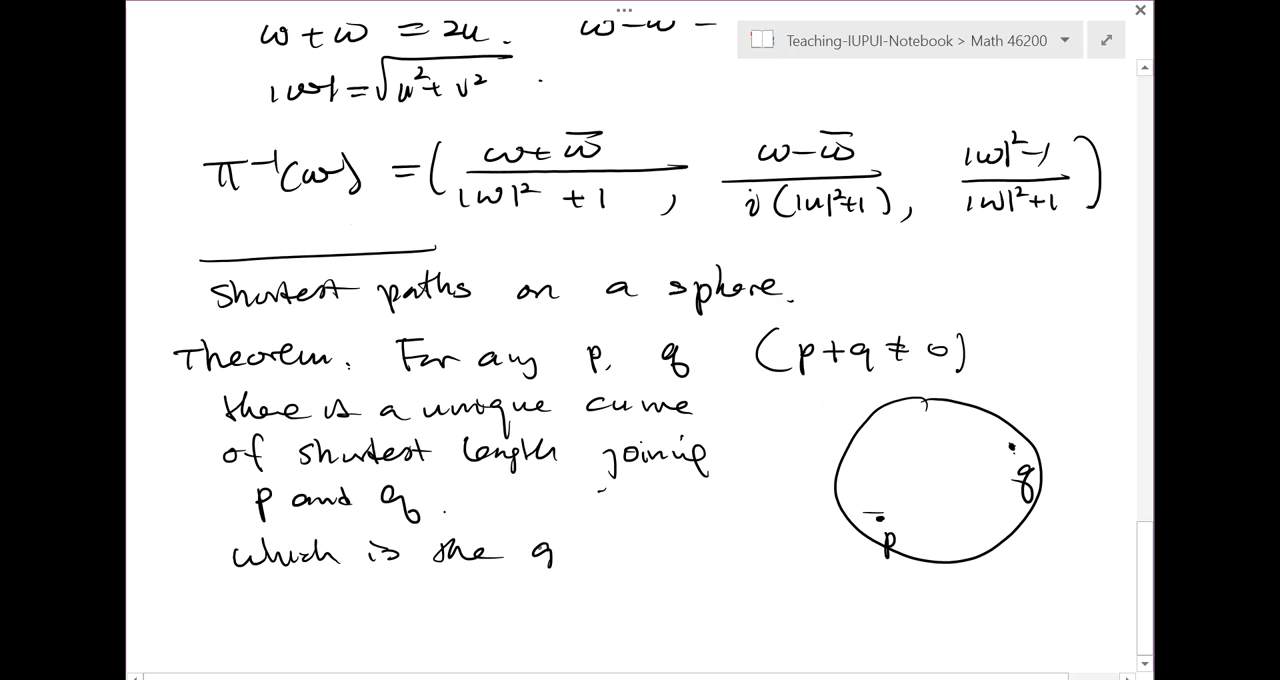 w + w = 2u. w - w =
Teaching-IUPUI-Notebook > Math 46200
|w| = √(u² + v²).
π⁻¹(w) = ( (w + w̄)/(|w|² + 1), (w - w̄)/(i(|w|²+1)), (|w|²-1)/(|w|²+1) )
shortest paths on a sphere.
Theorem. For any p, q (p+q ≠ 0)
there is a unique curve
of shortest length joining
p and q.
which is the g
q
p